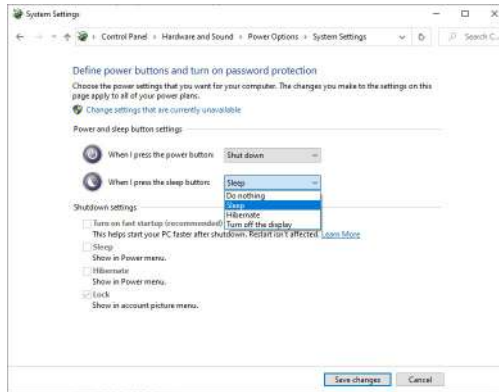 System Settings
Control Panel › Hardware and Sound › Power Options › System Settings
Search C...
Define power buttons and turn on password protection
Choose the power settings that you want for your computer. The changes you make to the settings on this
page apply to all of your power plans.
Change settings that are currently unavailable
Power and sleep button settings
When I press the power button: Shut down
When I press the sleep button: Sleep
Do nothing
Sleep
Hibernate
Turn off the display
Shutdown settings
Turn on fast startup (recommended)
This helps start your PC faster after shutdown. Restart isn't affected. Learn More
Sleep
Show in Power menu.
Hibernate
Show in Power menu.
Lock
Show in account picture menu.
Save changes Cancel